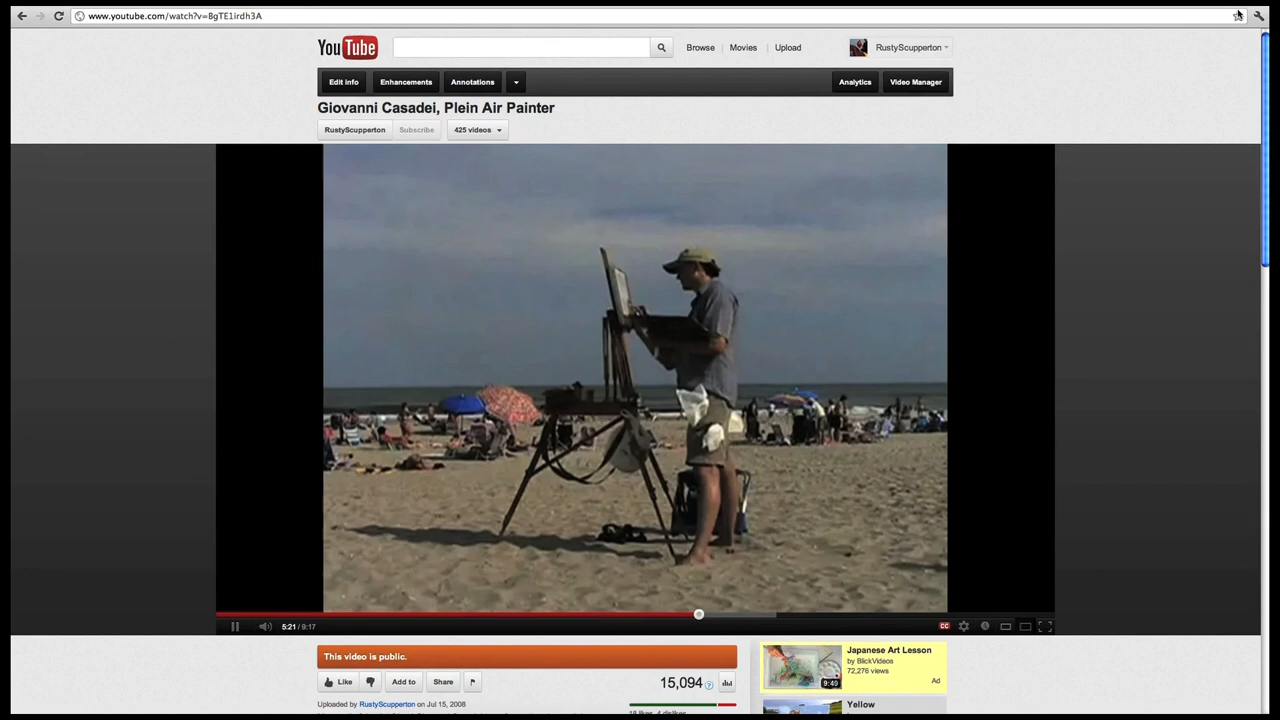 www.youtube.com/watch?v=BgTE1irdh3A
YouTube
Browse
Movies
Upload
RustyScupperton
Edit info
Enhancements
Annotations
Analytics
Video Manager
Giovanni Casadei, Plein Air Painter
RustyScupperton
Subscribe
425 videos
5:21 / 9:17
CC
This video is public.
Like
Add to
Share
15,094
Uploaded by RustyScupperton on Jul 15, 2008
Japanese Art Lesson
by BlickVideos
72,276 views
Ad
9:49
Yellow